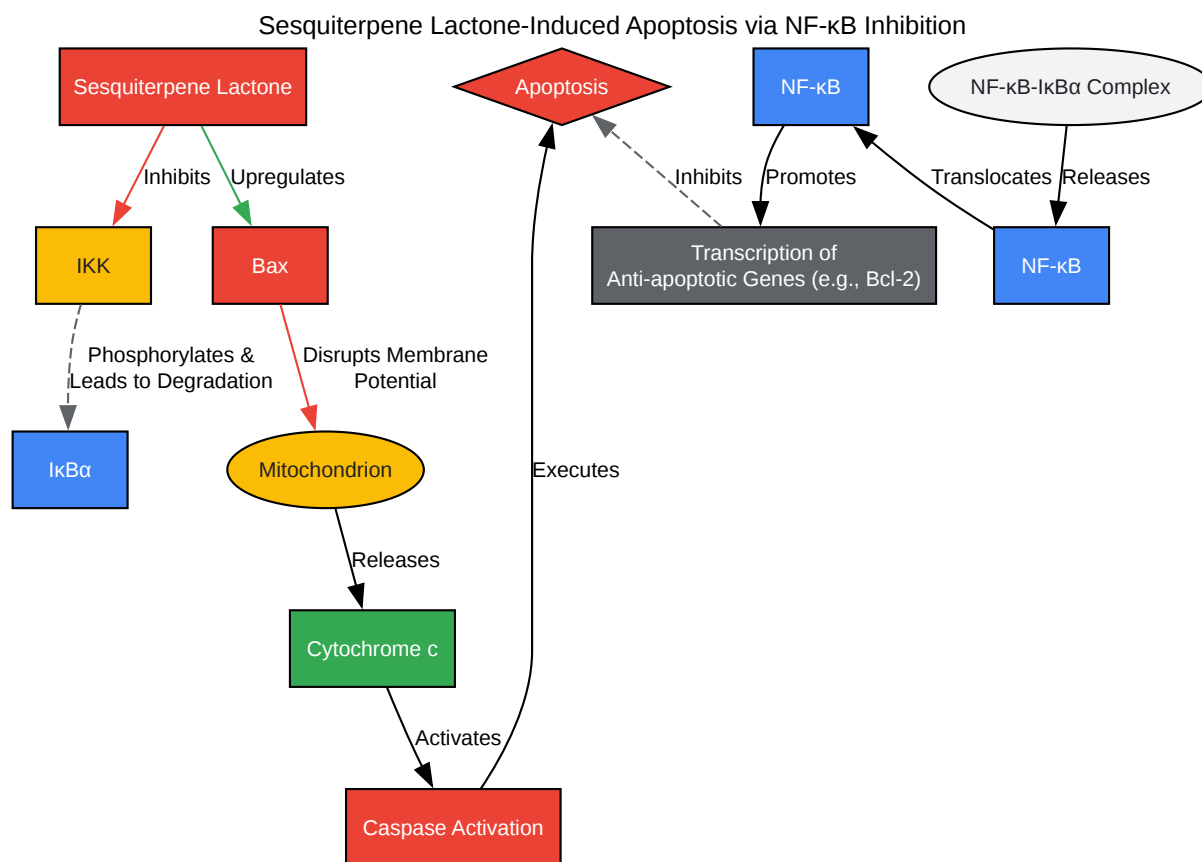 Sesquiterpene Lactone-Induced Apoptosis via NF-κB Inhibition
Sesquiterpene Lactone
Apoptosis
NF-κB
NF-κB-IκBα Complex
Inhibits
Upregulates
Inhibits
Promotes
Translocates
Releases
IKK
Bax
Transcription of
Anti-apoptotic Genes (e.g., Bcl-2)
NF-κB
Phosphorylates &
Leads to Degradation
Disrupts Membrane
Potential
IκBα
Mitochondrion
Executes
Releases
Cytochrome c
Activates
Caspase Activation